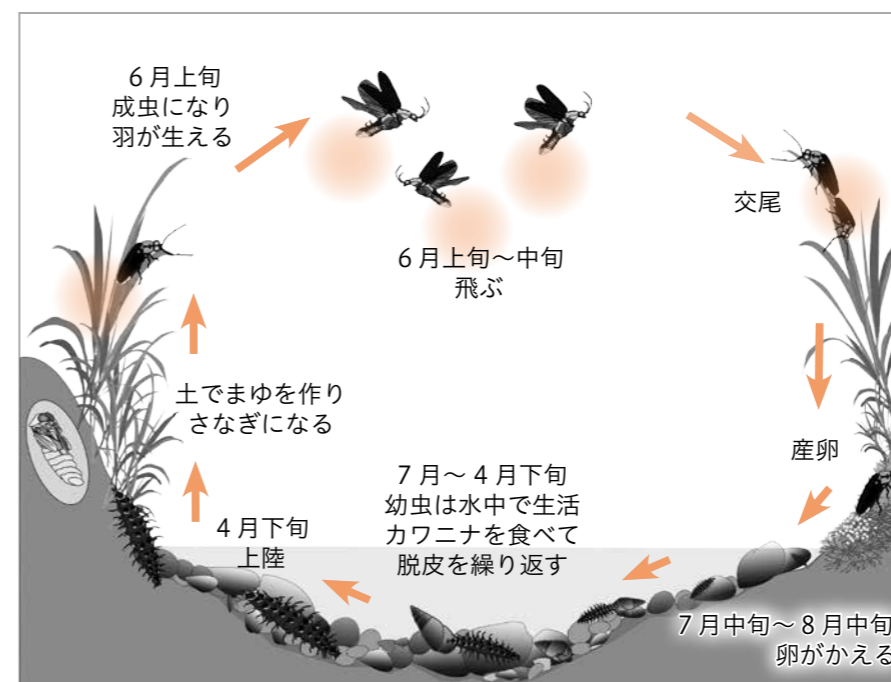 6月上旬
成虫になり
羽が生える
6月上旬～中旬
飛ぶ
交尾
産卵
7月中旬～8月中旬
卵がかえる
7月～4月下旬
幼虫は水中で生活
カワニナを食べて
脱皮を繰り返す
4月下旬
上陸
土でまゆを作り
さなぎになる